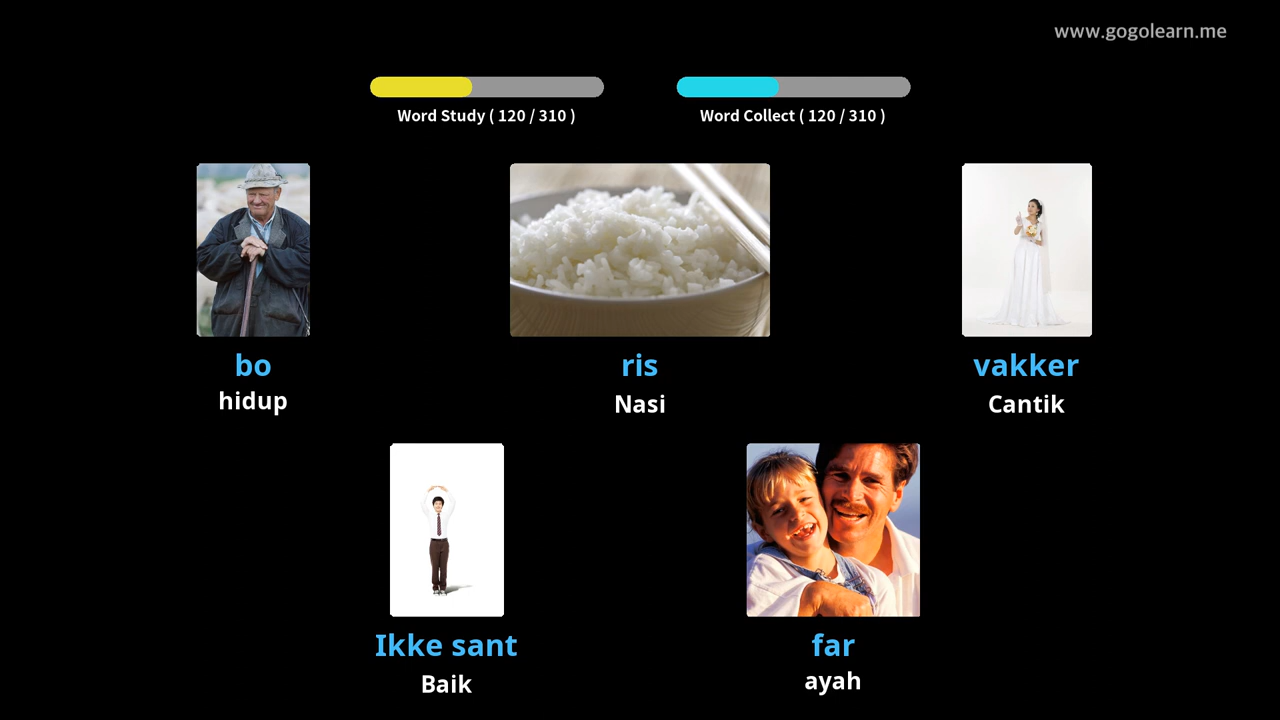 www.gogolearn.me
Word Study ( 120 / 310 )
Word Collect ( 120 / 310 )
bo
hidup
ris
Nasi
vakker
Cantik
Ikke sant
Baik
far
ayah